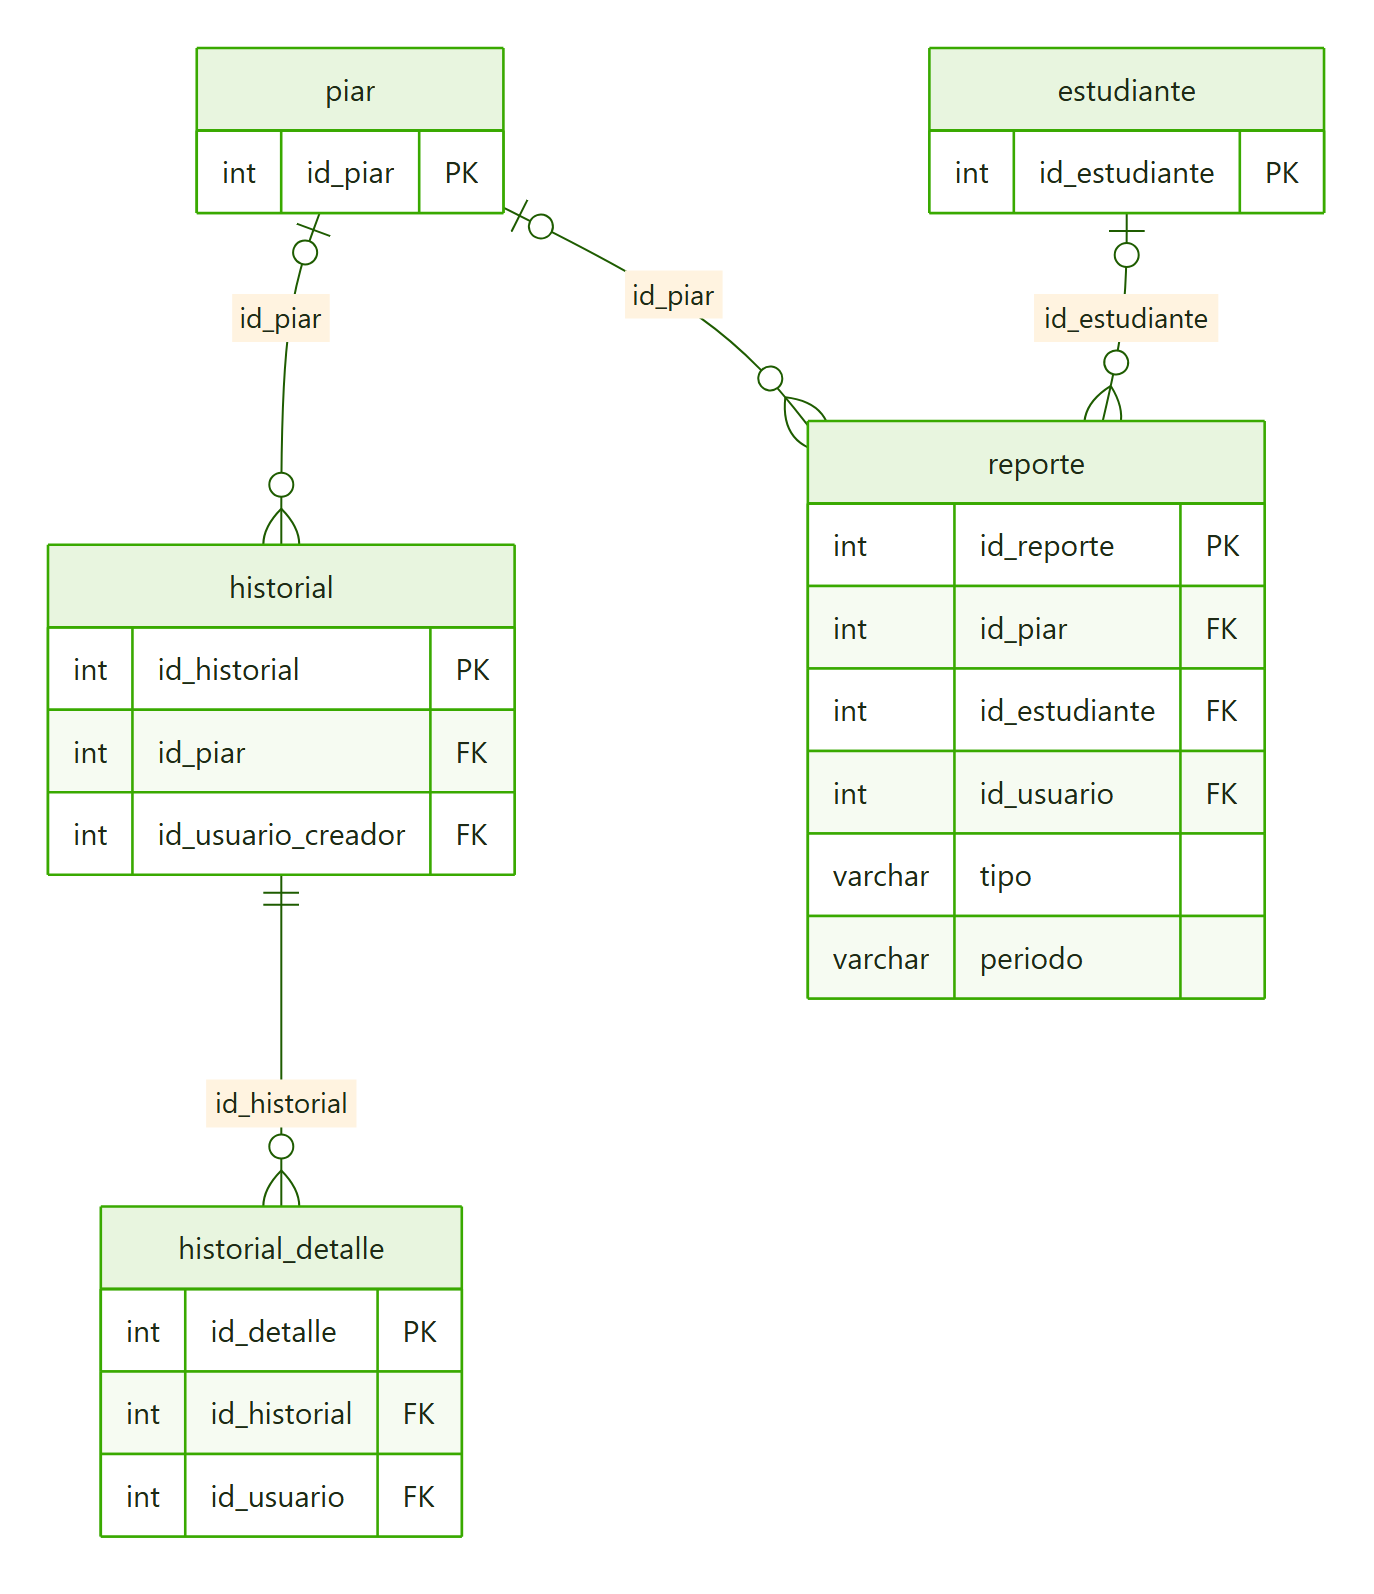 piar
int id_piar PK
estudiante
int id_estudiante PK
id_piar
id_piar
id_estudiante
reporte
int id_reporte PK
int id_piar FK
int id_estudiante FK
int id_usuario FK
varchar tipo
varchar periodo
historial
int id_historial PK
int id_piar FK
int id_usuario_creador FK
id_historial
historial_detalle
int id_detalle PK
int id_historial FK
int id_usuario FK